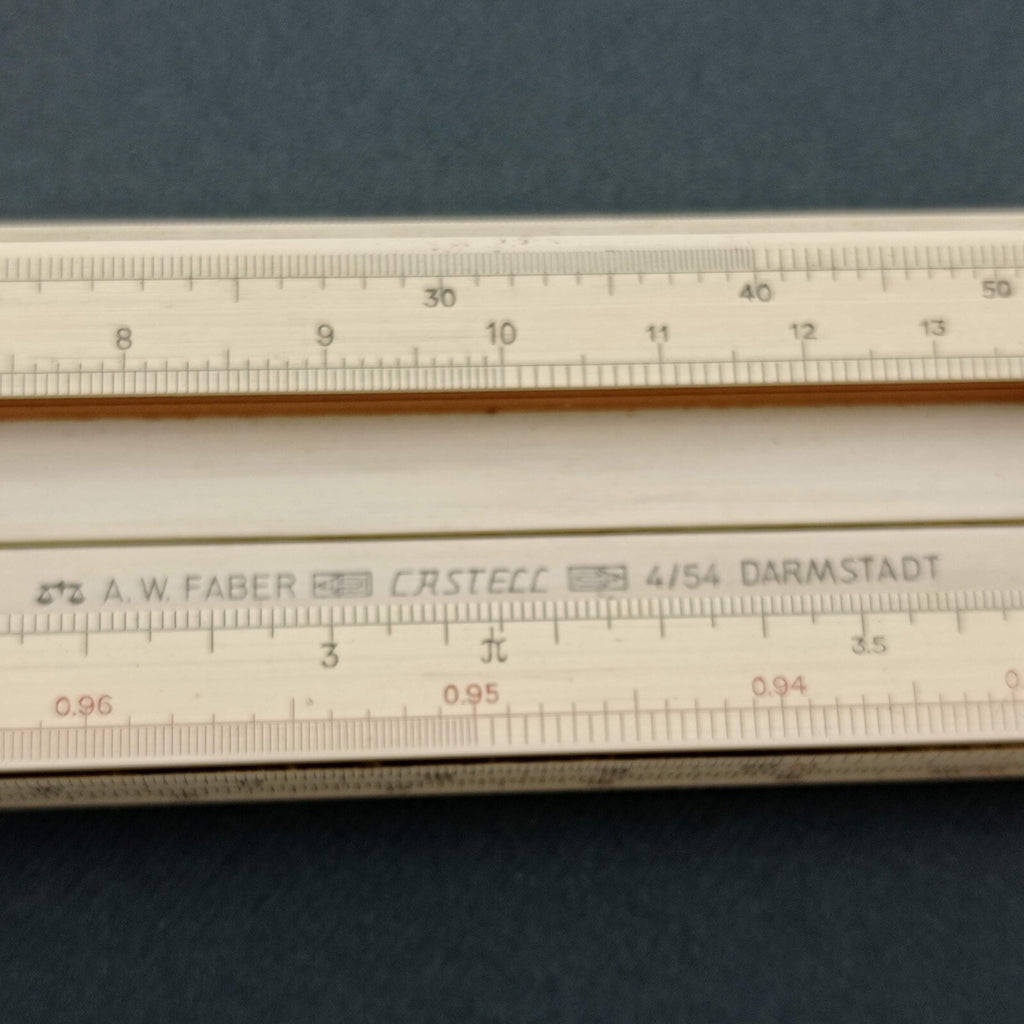 30 40 50
8 9 10 11 12 13
A. W. FABER CASTELL 4/54 DARMSTADT
3 π 3.5
0.96 0.95 0.94